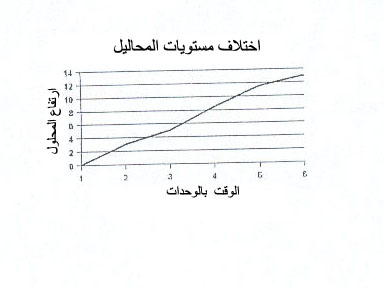 اختلاف مستويات المحاليل
ارتفاع المحلول
14
12
10
8
6
4
2
0
1 2 3 4 5 6
الوقت بالوحدات